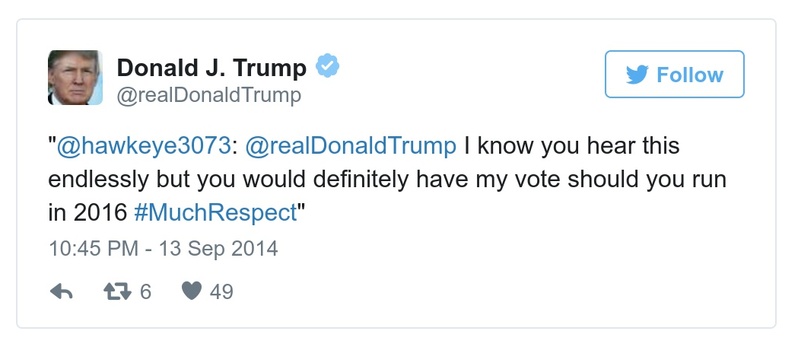 Donald J. Trump
@realDonaldTrump
Follow
"@hawkeye3073: @realDonaldTrump I know you hear this
endlessly but you would definitely have my vote should you run
in 2016 #MuchRespect"
10:45 PM - 13 Sep 2014
6 49